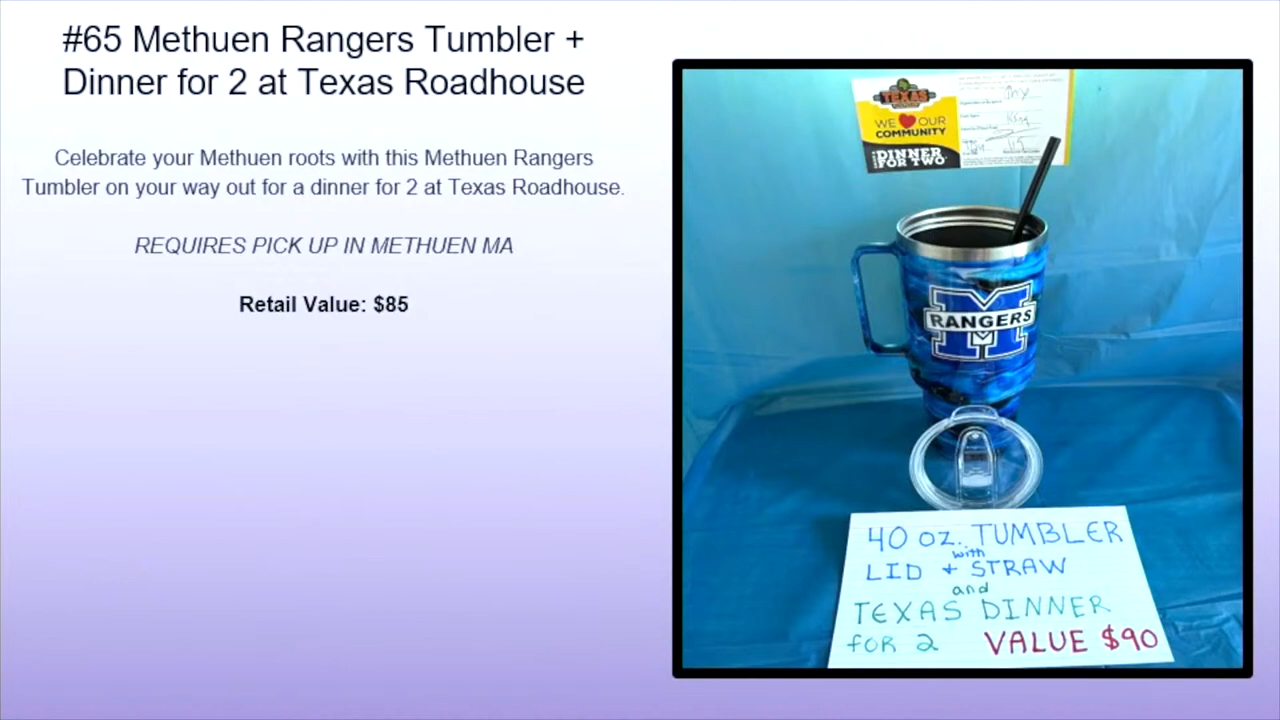 #65 Methuen Rangers Tumbler +
Dinner for 2 at Texas Roadhouse
Celebrate your Methuen roots with this Methuen Rangers
Tumbler on your way out for a dinner for 2 at Texas Roadhouse.
REQUIRES PICK UP IN METHUEN MA
Retail Value: $85
TEXAS
WE OUR
COMMUNITY
DINNER
FOR TWO
M
RANGERS
40 oz. TUMBLER
with
LID + STRAW
and
TEXAS DINNER
FOR 2 VALUE $90